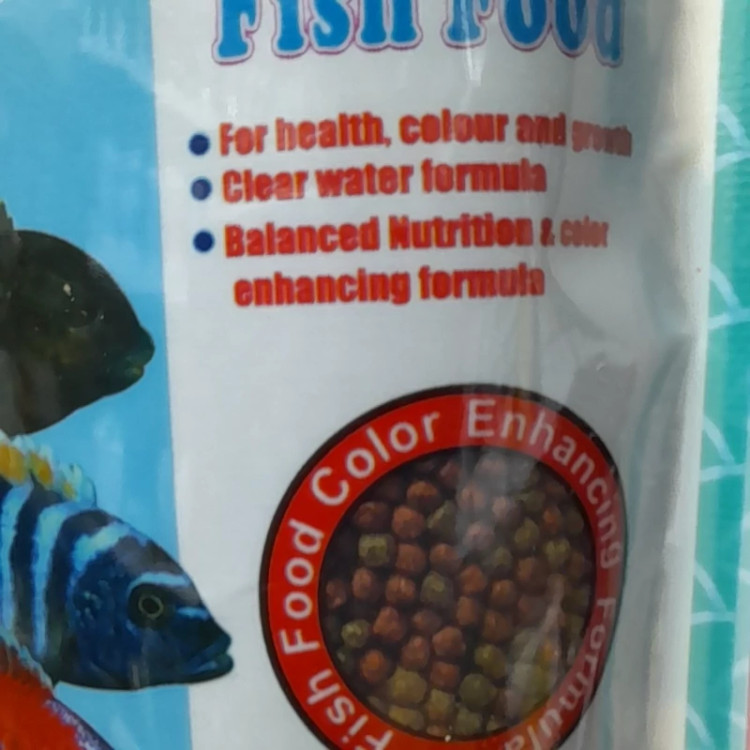 Fish Food
For health, colour and growth
Clear water formula
Balanced Nutrition & color
enhancing formula
Fish Food Color Enhancing Formula